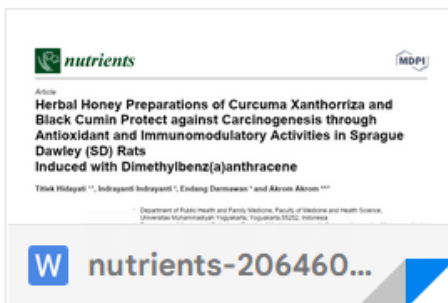 nutrients
MDPI
Article
Herbal Honey Preparations of Curcuma Xanthorriza and
Black Cumin Protect against Carcinogenesis through
Antioxidant and Immunomodulatory Activities in Sprague
Dawley (SD) Rats
Induced with Dimethylbenz(a)anthracene
Titiek Hidayati, Indrayanti Indrayanti, Endang Darmawan and Akrom Akrom
Department of Public Health and Family Medicine, Faculty of Medicine and Health Science,
Universitas Muhammadiyah Yogyakarta, Yogyakarta,55252, Indonesia
W nutrients-206460...